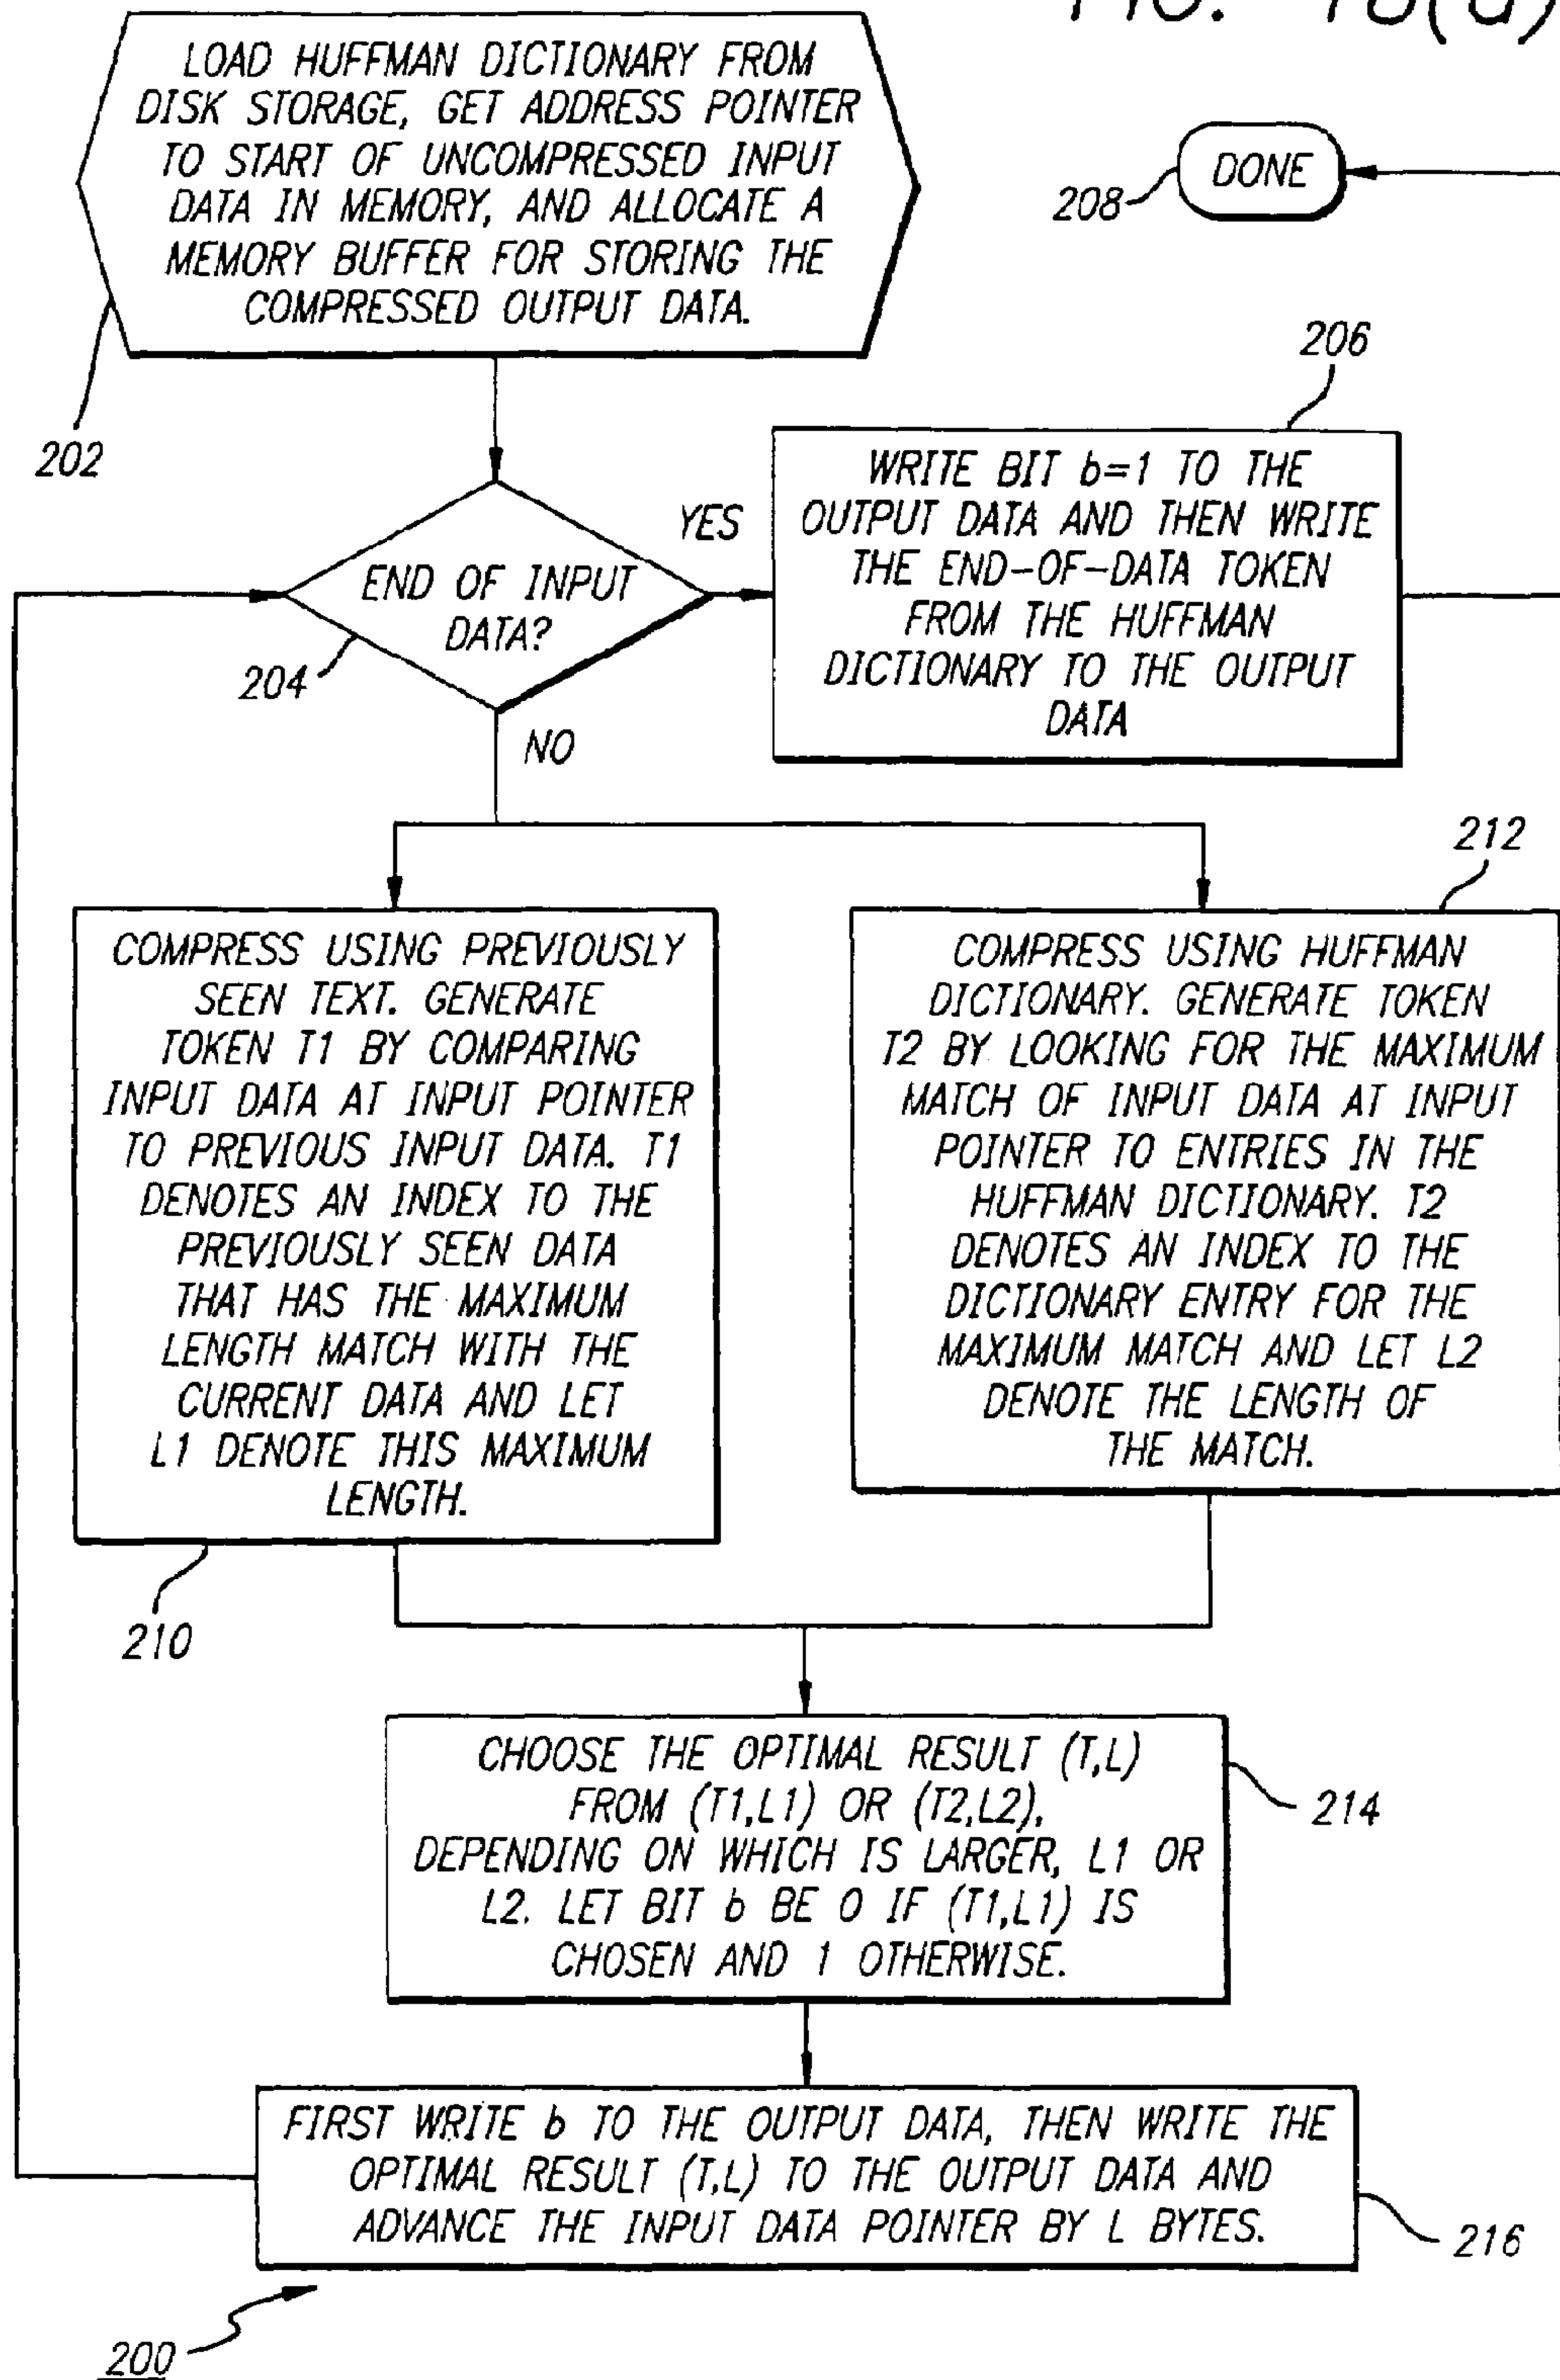 LOAD HUFFMAN DICTIONARY FROM
DISK STORAGE, GET ADDRESS POINTER
TO START OF UNCOMPRESSED INPUT
DATA IN MEMORY, AND ALLOCATE A
MEMORY BUFFER FOR STORING THE
COMPRESSED OUTPUT DATA.
202
DONE
208
206
WRITE BIT b=1 TO THE
OUTPUT DATA AND THEN WRITE
THE END-OF-DATA TOKEN
FROM THE HUFFMAN
DICTIONARY TO THE OUTPUT
DATA
YES
END OF INPUT
DATA?
204
NO
COMPRESS USING PREVIOUSLY
SEEN TEXT. GENERATE
TOKEN T1 BY COMPARING
INPUT DATA AT INPUT POINTER
TO PREVIOUS INPUT DATA. T1
DENOTES AN INDEX TO THE
PREVIOUSLY SEEN DATA
THAT HAS THE MAXIMUM
LENGTH MATCH WITH THE
CURRENT DATA AND LET
L1 DENOTE THIS MAXIMUM
LENGTH.
210
212
COMPRESS USING HUFFMAN
DICTIONARY. GENERATE TOKEN
T2 BY LOOKING FOR THE MAXIMUM
MATCH OF INPUT DATA AT INPUT
POINTER TO ENTRIES IN THE
HUFFMAN DICTIONARY. T2
DENOTES AN INDEX TO THE
DICTIONARY ENTRY FOR THE
MAXIMUM MATCH AND LET L2
DENOTE THE LENGTH OF
THE MATCH.
CHOOSE THE OPTIMAL RESULT (T,L)
FROM (T1,L1) OR (T2,L2),
DEPENDING ON WHICH IS LARGER, L1 OR
L2. LET BIT b BE 0 IF (T1,L1) IS
CHOSEN AND 1 OTHERWISE.
214
FIRST WRITE b TO THE OUTPUT DATA, THEN WRITE THE
OPTIMAL RESULT (T,L) TO THE OUTPUT DATA AND
ADVANCE THE INPUT DATA POINTER BY L BYTES.
216
200